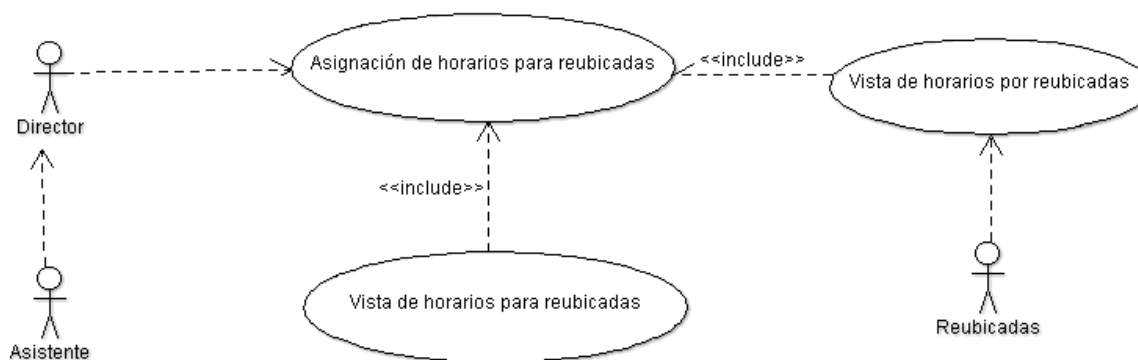 Asignación de horarios para reubicadas
<<include>>
Vista de horarios por reubicadas
Director
<<include>>
Vista de horarios para reubicadas
Asistente
Reubicadas